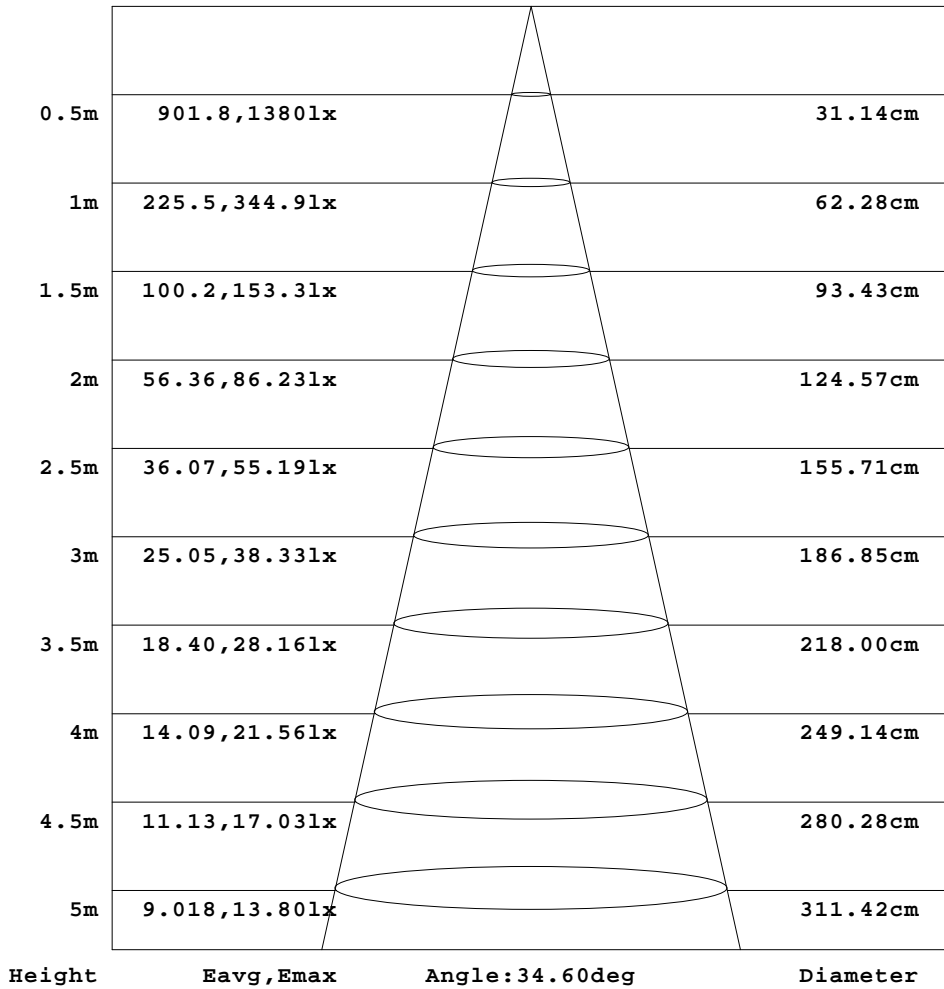 0.5m 901.8,1380lx 31.14cm
1m 225.5,344.9lx 62.28cm
1.5m 100.2,153.3lx 93.43cm
2m 56.36,86.23lx 124.57cm
2.5m 36.07,55.19lx 155.71cm
3m 25.05,38.33lx 186.85cm
3.5m 18.40,28.16lx 218.00cm
4m 14.09,21.56lx 249.14cm
4.5m 11.13,17.03lx 280.28cm
5m 9.018,13.80lx 311.42cm
Height Eavg,Emax Angle:34.60deg Diameter